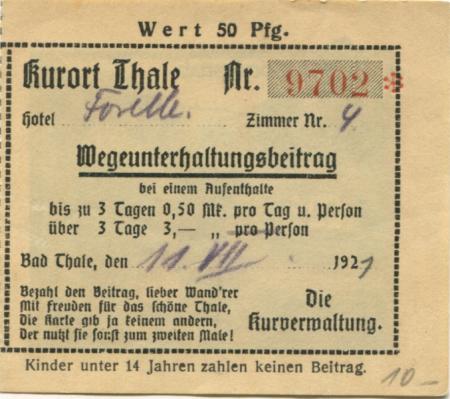 Wert 50 Pfg.
Kurort Thale Nr. 9702 *
Hotel Forelle. Zimmer Nr. 4
Wegeunterhaltungsbeitrag
bei einem Aufenthalte
bis zu 3 Tagen 0,50 Mk. pro Tag u. Person
über 3 Tage 3,— „ pro Person
Bad Thale, den 11. VII. 1921
Bezahl den Beitrag, lieber Wand'rer
Mit Freuden für das schöne Thale,
Die Karte gib ja keinem andern,
Der nutzt sie sonst zum zweiten Male!
Die
Kurverwaltung.
Kinder unter 14 Jahren zahlen keinen Beitrag.
10-